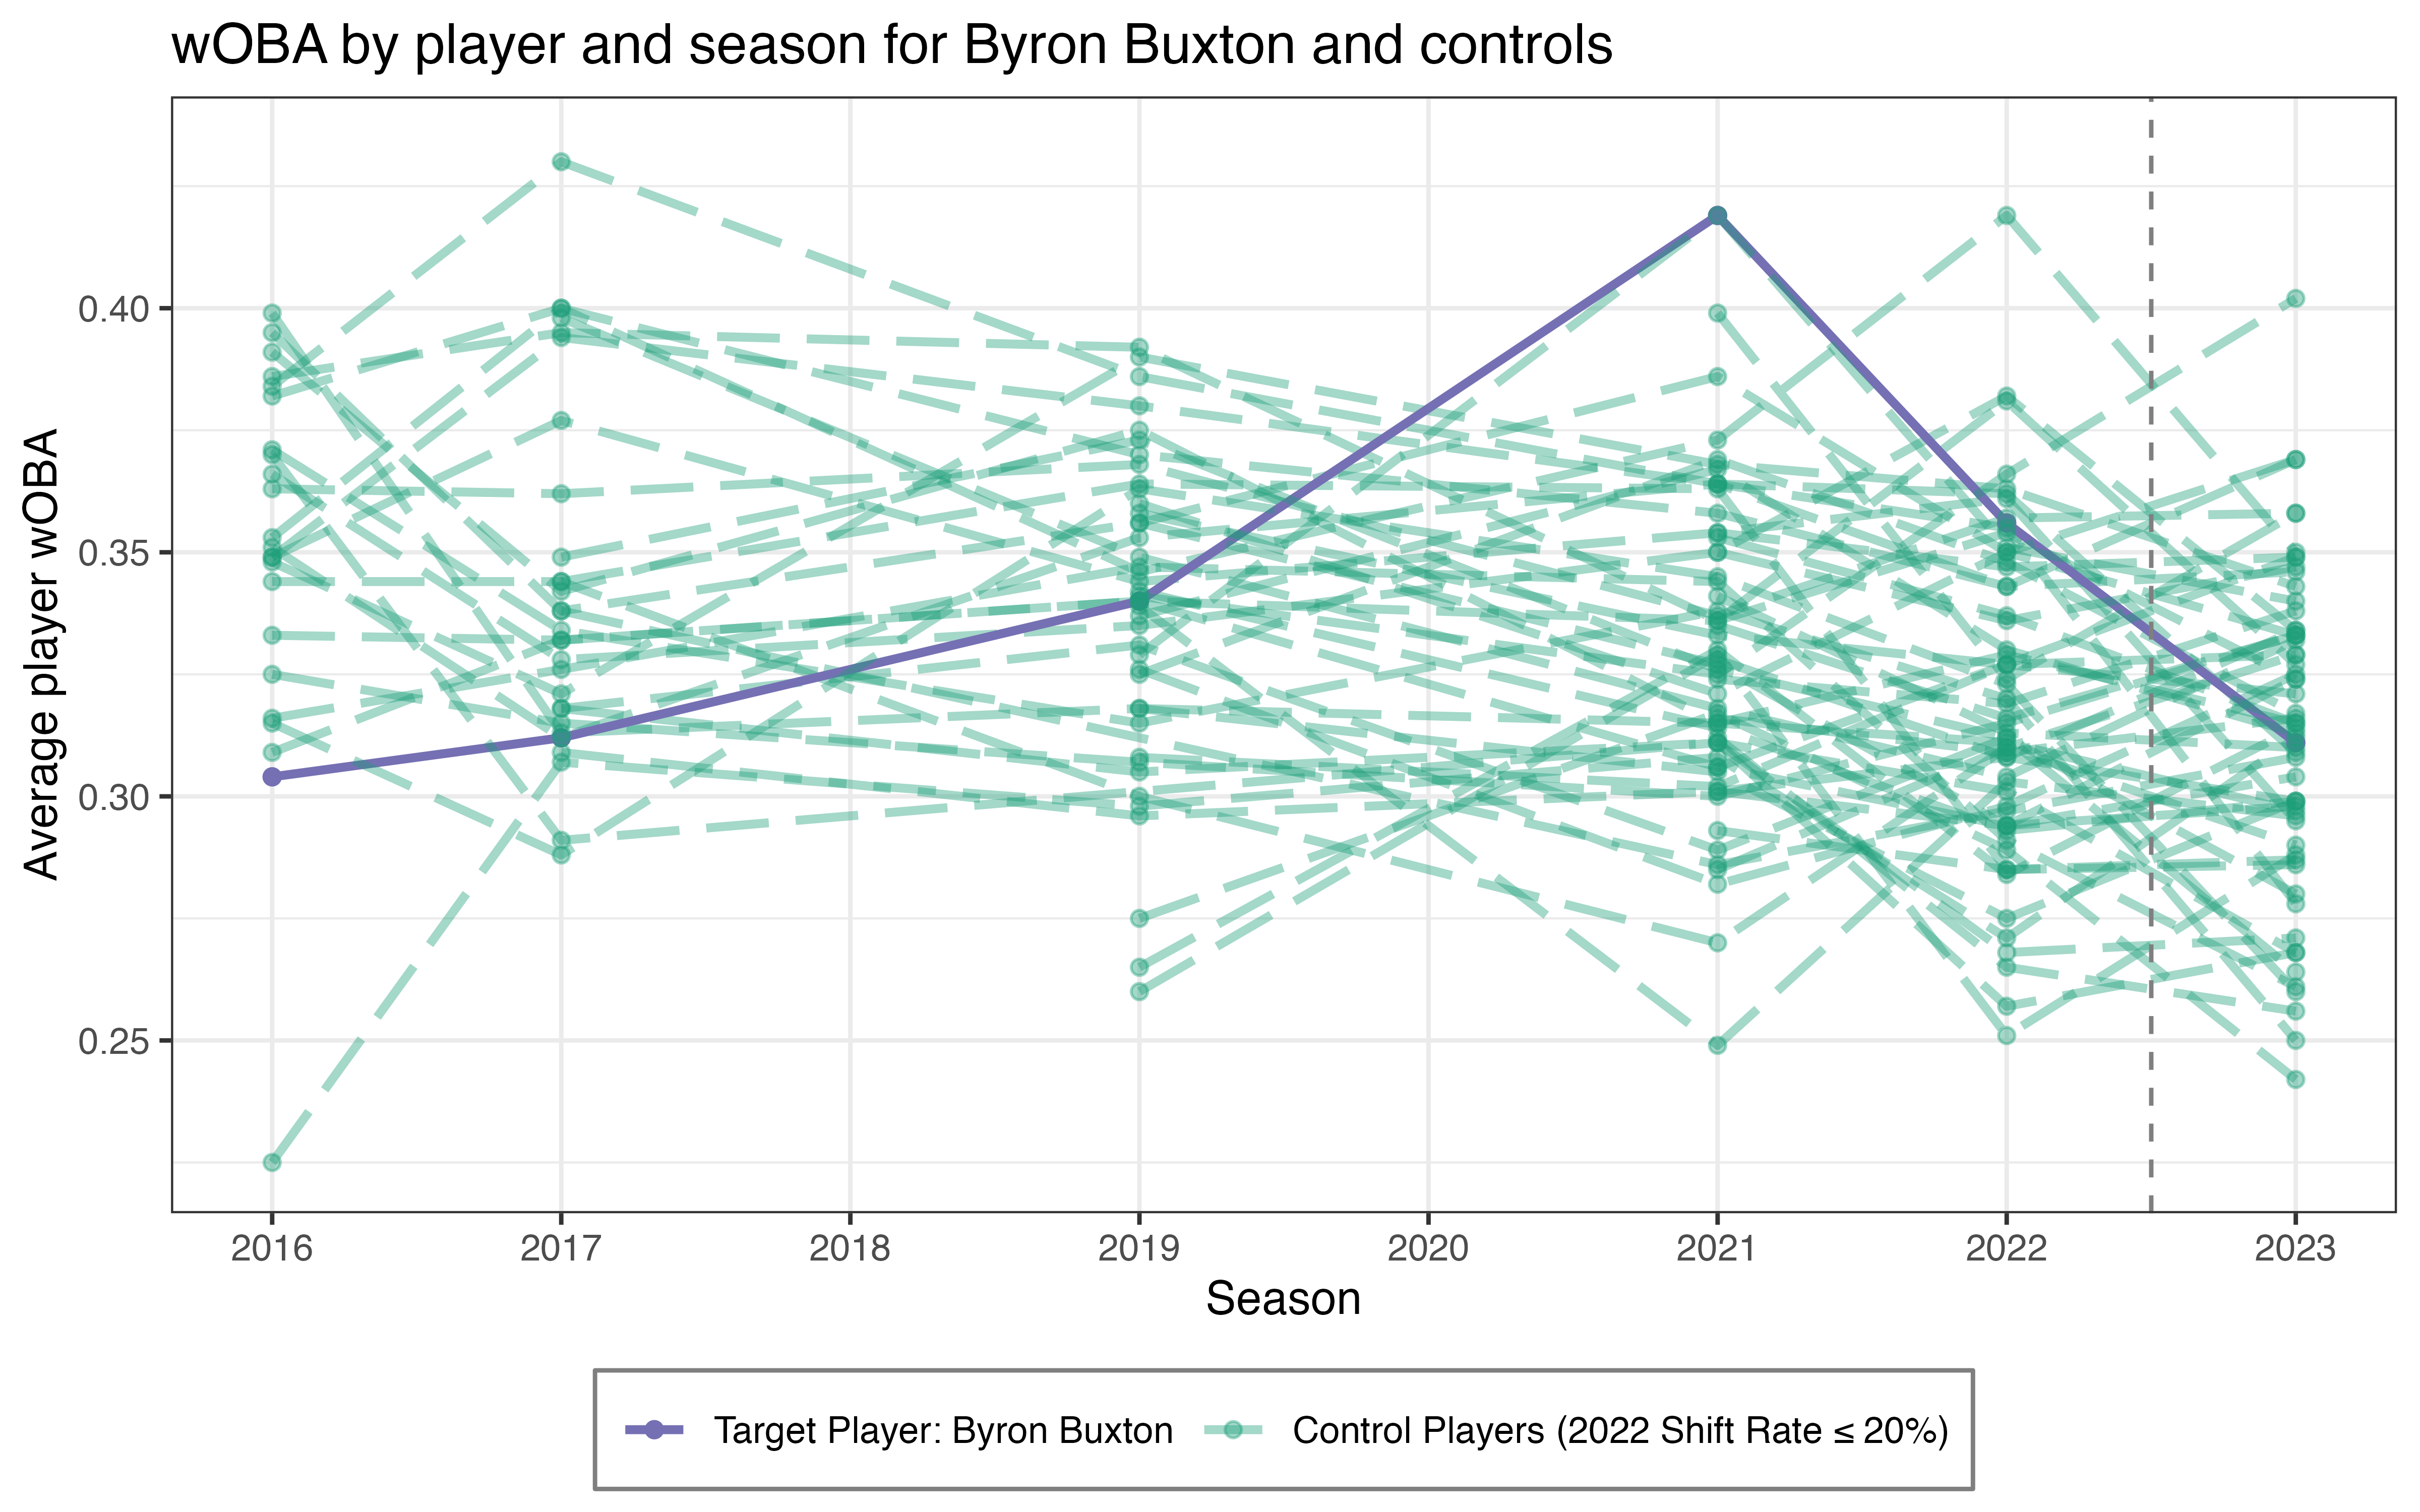 wOBA by player and season for Byron Buxton and controls
Average player wOBA
0.40
0.35
0.30
0.25
2016 2017 2018 2019 2020 2021 2022 2023
Season
Target Player: Byron Buxton Control Players (2022 Shift Rate ≤ 20%)